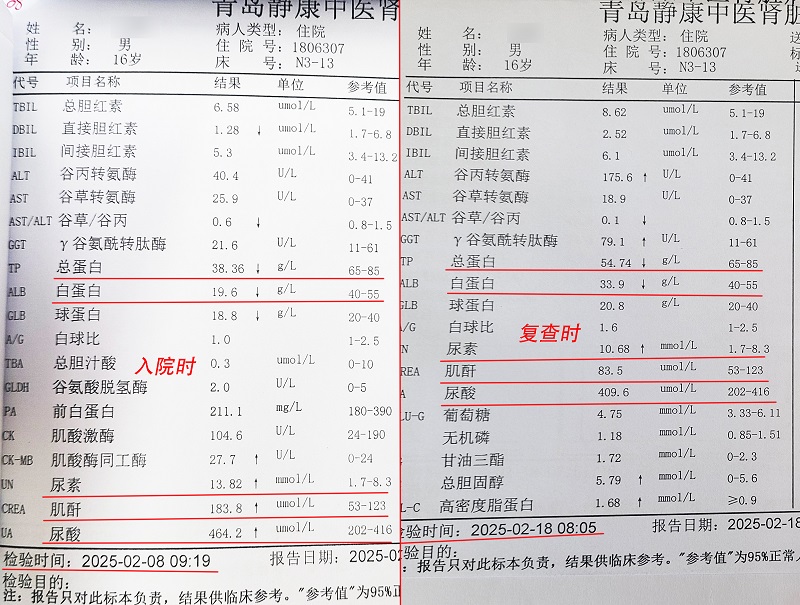 青岛静康中医肾
姓 名:
性 别: 男
年 龄: 16岁
病人类型: 住院
住 院 号: 1806307
床 号: N3-13
代号 项目名称 结果 单位 参考值
TBIL 总胆红素 6.58 umol/L 5.1-19
DBIL 直接胆红素 1.28 ↓ umol/L 1.7-6.8
IBIL 间接胆红素 5.3 umol/L 3.4-13.2
ALT 谷丙转氨酶 40.4 U/L 0-41
AST 谷草转氨酶 25.9 U/L 0-37
AST/ALT 谷草/谷丙 0.6 ↓ 0.8-1.5
GGT γ谷氨酰转肽酶 21.6 U/L 11-61
TP 总蛋白 38.36 ↓ g/L 65-85
ALB 白蛋白 19.6 ↓ g/L 40-55
GLB 球蛋白 18.8 ↓ g/L 20-40
A/G 白球比 1.0 1-2.5
TBA 总胆汁酸 0.3 umol/L 0-10
入院时
GLDH 谷氨酸脱氢酶 2.0 U/L 0-5
PA 前白蛋白 211.1 mg/L 180-390
CK 肌酸激酶 104.6 U/L 24-190
CK-MB 肌酸酶同工酶 27.7 ↑ U/L 0-24
UN 尿素 13.82 ↑ mmol/L 1.7-8.3
CREA 肌酐 183.8 ↑ umol/L 53-123
UA 尿酸 464.2 ↑ umol/L 202-416
检验时间: 2025-02-08 09:19 报告日期: 2025-02
检验目的:
注: 报告只对此标本负责, 结果供临床参考。"参考值"为95%正
青岛静康中医肾脏
姓 名:
性 别: 男
年 龄: 16岁
病人类型: 住院
住 院 号: 1806307
床 号: N3-13
送
标
代号 项目名称 结果 单位 参考值
TBIL 总胆红素 8.62 umol/L 5.1-19
DBIL 直接胆红素 2.52 umol/L 1.7-6.8
IBIL 间接胆红素 6.1 umol/L 3.4-13.2
ALT 谷丙转氨酶 175.6 ↑ U/L 0-41
AST 谷草转氨酶 18.9 U/L 0-37
AST/ALT 谷草/谷丙 0.1 ↓ 0.8-1.5
GGT γ谷氨酰转肽酶 79.1 ↑ U/L 11-61
TP 总蛋白 54.74 ↓ g/L 65-85
ALB 白蛋白 33.9 ↓ g/L 40-55
GLB 球蛋白 20.8 g/L 20-40
A/G 白球比 1.6 1-2.5
复查时
UN 尿素 10.68 ↑ mmol/L 1.7-8.3
CREA 肌酐 83.5 umol/L 53-123
A 尿酸 409.6 umol/L 202-416
LU-G 葡萄糖 4.75 mmol/L 3.33-6.11
无机磷 1.18 mmol/L 0.85-1.51
甘油三酯 1.72 mmol/L 0-2.3
总胆固醇 5.79 ↑ mmol/L 0-5.6
L-C 高密度脂蛋白 1.68 ↑ mmol/L ≥0.9
验时间: 2025-02-18 08:05 报告日期: 2025-02-18
验目的:
报告只对此标本负责, 结果供临床参考。"参考值"为95%正常人